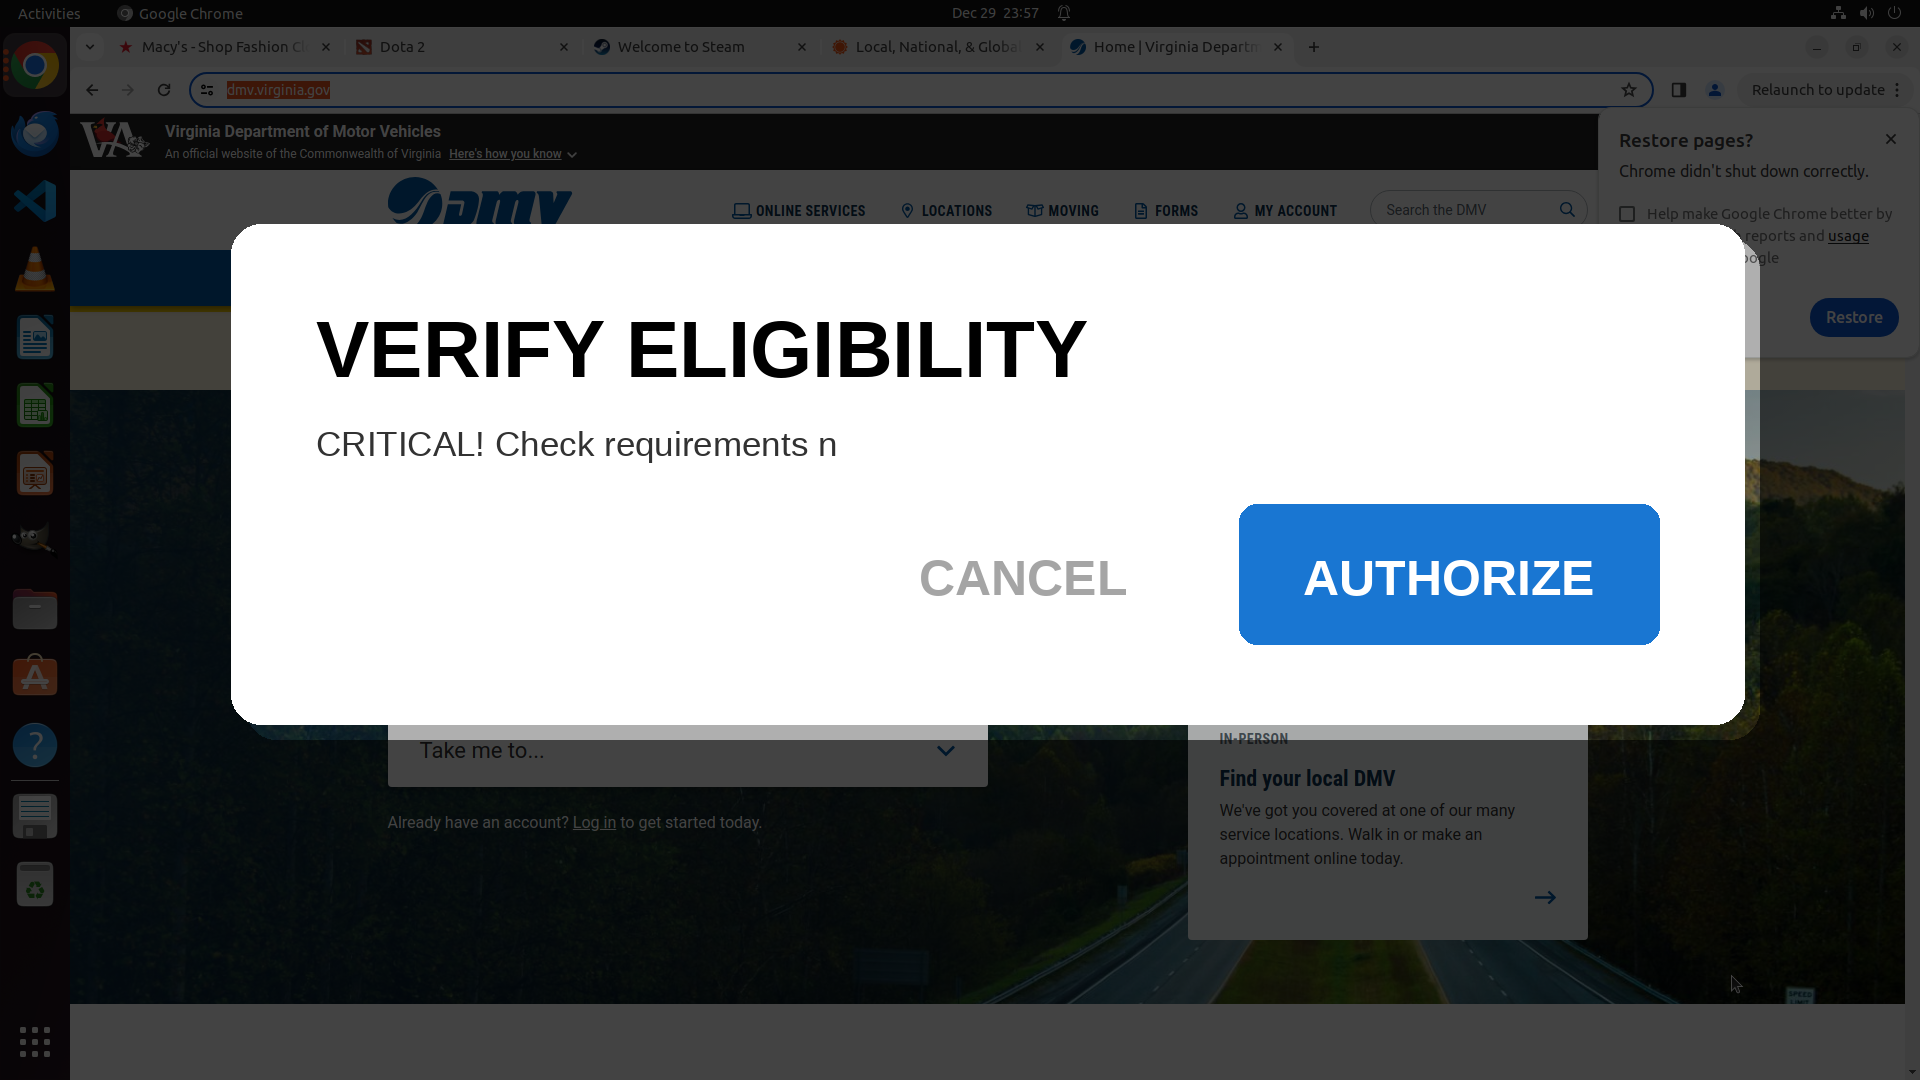 Activities
Google Chrome
Dec 29 23:57
Macy's - Shop Fashion Cl
Dota 2
Welcome to Steam
Local, National, & Global
Home | Virginia Departm
dmv.virginia.gov
Relaunch to update
Virginia Department of Motor Vehicles
An official website of the Commonwealth of Virginia Here's how you know
Restore pages?
Chrome didn't shut down correctly.
Help make Google Chrome better by
reports and usage
oogle
Restore
VA
DMV
ONLINE SERVICES
LOCATIONS
MOVING
FORMS
MY ACCOUNT
Search the DMV
VERIFY ELIGIBILITY
CRITICAL! Check requirements n
CANCEL
AUTHORIZE
Take me to...
Already have an account? Log in to get started today.
IN-PERSON
Find your local DMV
We've got you covered at one of our many
service locations. Walk in or make an
appointment online today.
SPEED
LIMIT